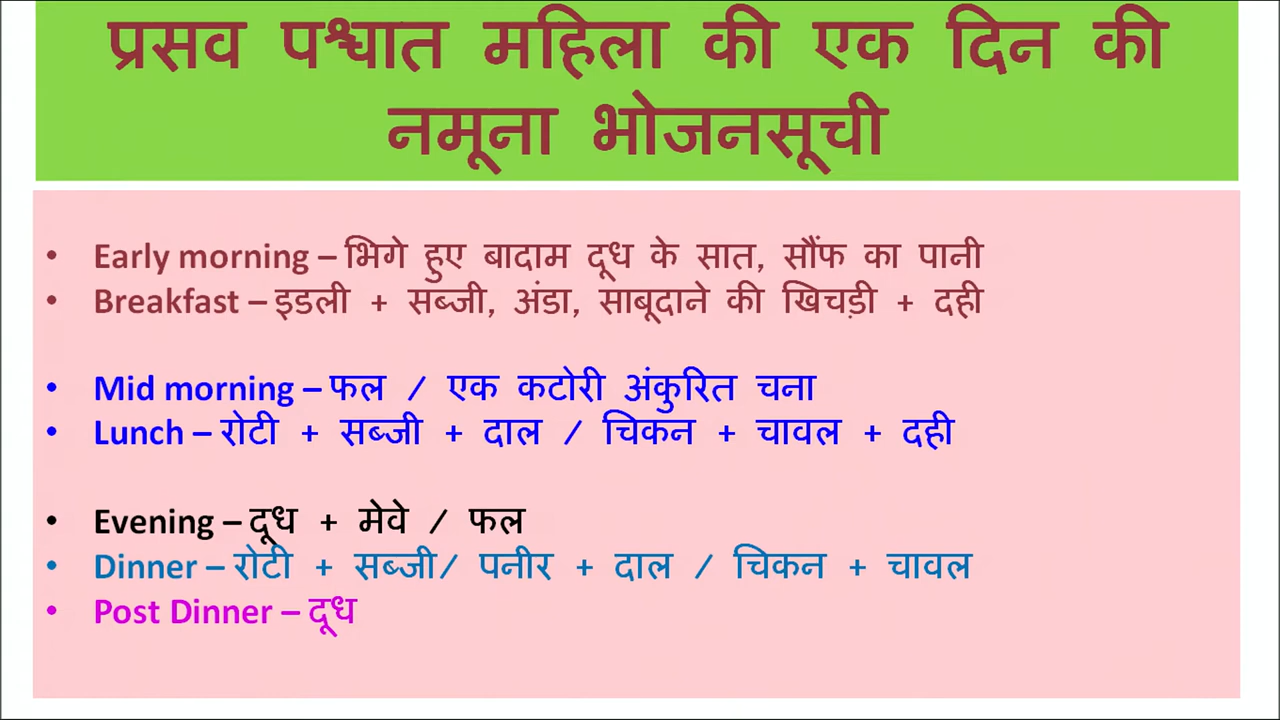 प्रसव पश्चात महिला की एक दिन की
नमूना भोजनसूची
• Early morning – भिगे हुए बादाम दूध के सात, सौंफ का पानी
• Breakfast – इडली + सब्जी, अंडा, साबूदाने की खिचड़ी + दही
• Mid morning – फल / एक कटोरी अंकुरित चना
• Lunch – रोटी + सब्जी + दाल / चिकन + चावल + दही
• Evening – दूध + मेवे / फल
• Dinner – रोटी + सब्जी/ पनीर + दाल / चिकन + चावल
• Post Dinner – दूध